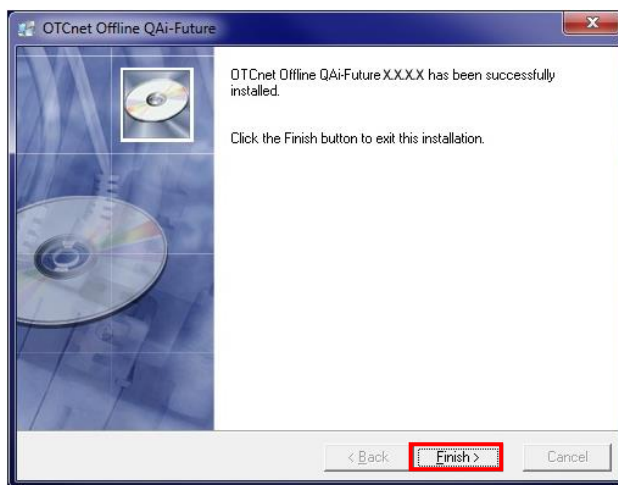 OTCnet Offline QAi-Future
OTCnet Offline QAi-Future X.X.X.X has been successfully
installed.
Click the Finish button to exit this installation.
< Back
Finish >
Cancel